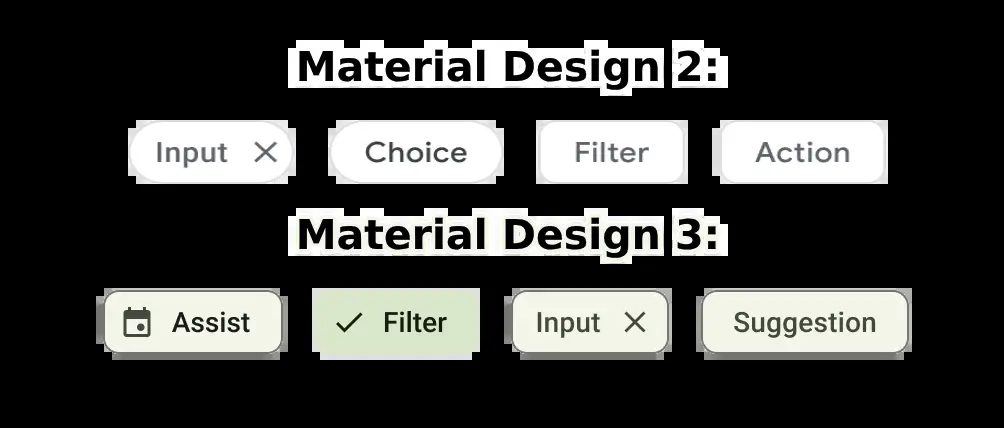 Material Design 2:
Input Choice Filter Action
Material Design 3:
Assist Filter Input Suggestion